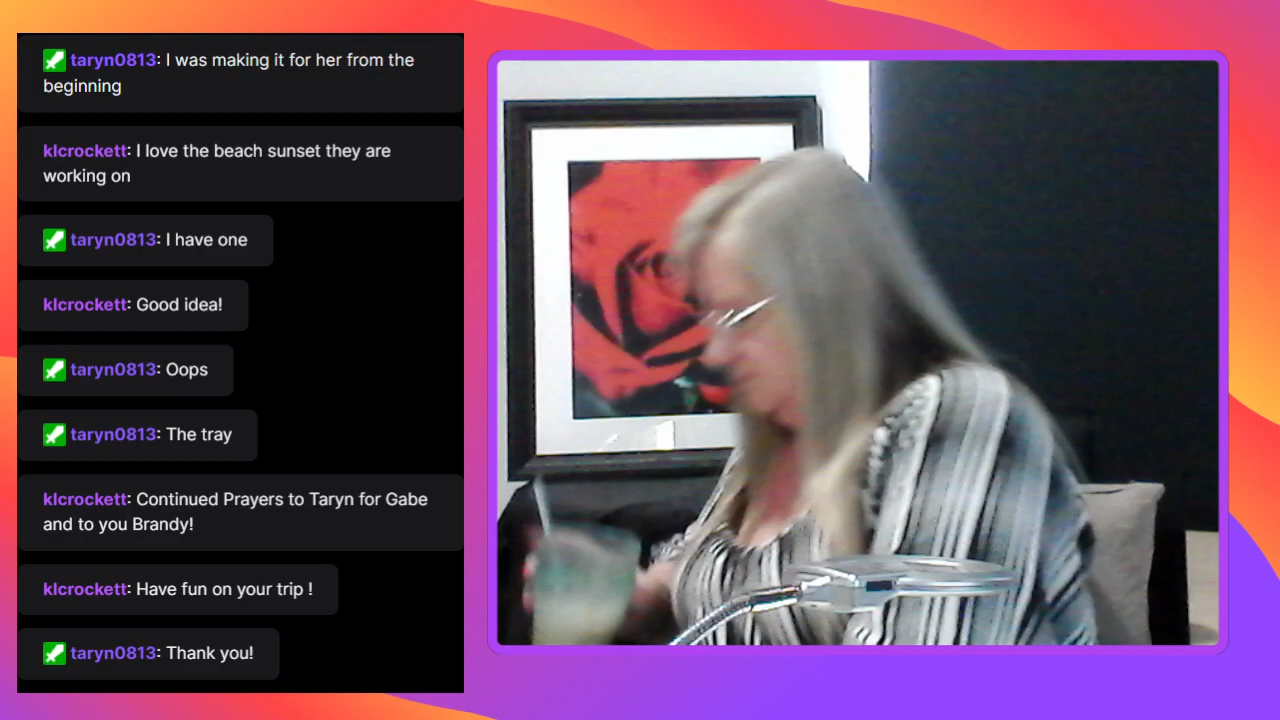 taryn0813: I was making it for her from the
beginning
klcrockett: I love the beach sunset they are
working on
taryn0813: I have one
klcrockett: Good idea!
taryn0813: Oops
taryn0813: The tray
klcrockett: Continued Prayers to Taryn for Gabe
and to you Brandy!
klcrockett: Have fun on your trip !
taryn0813: Thank you!